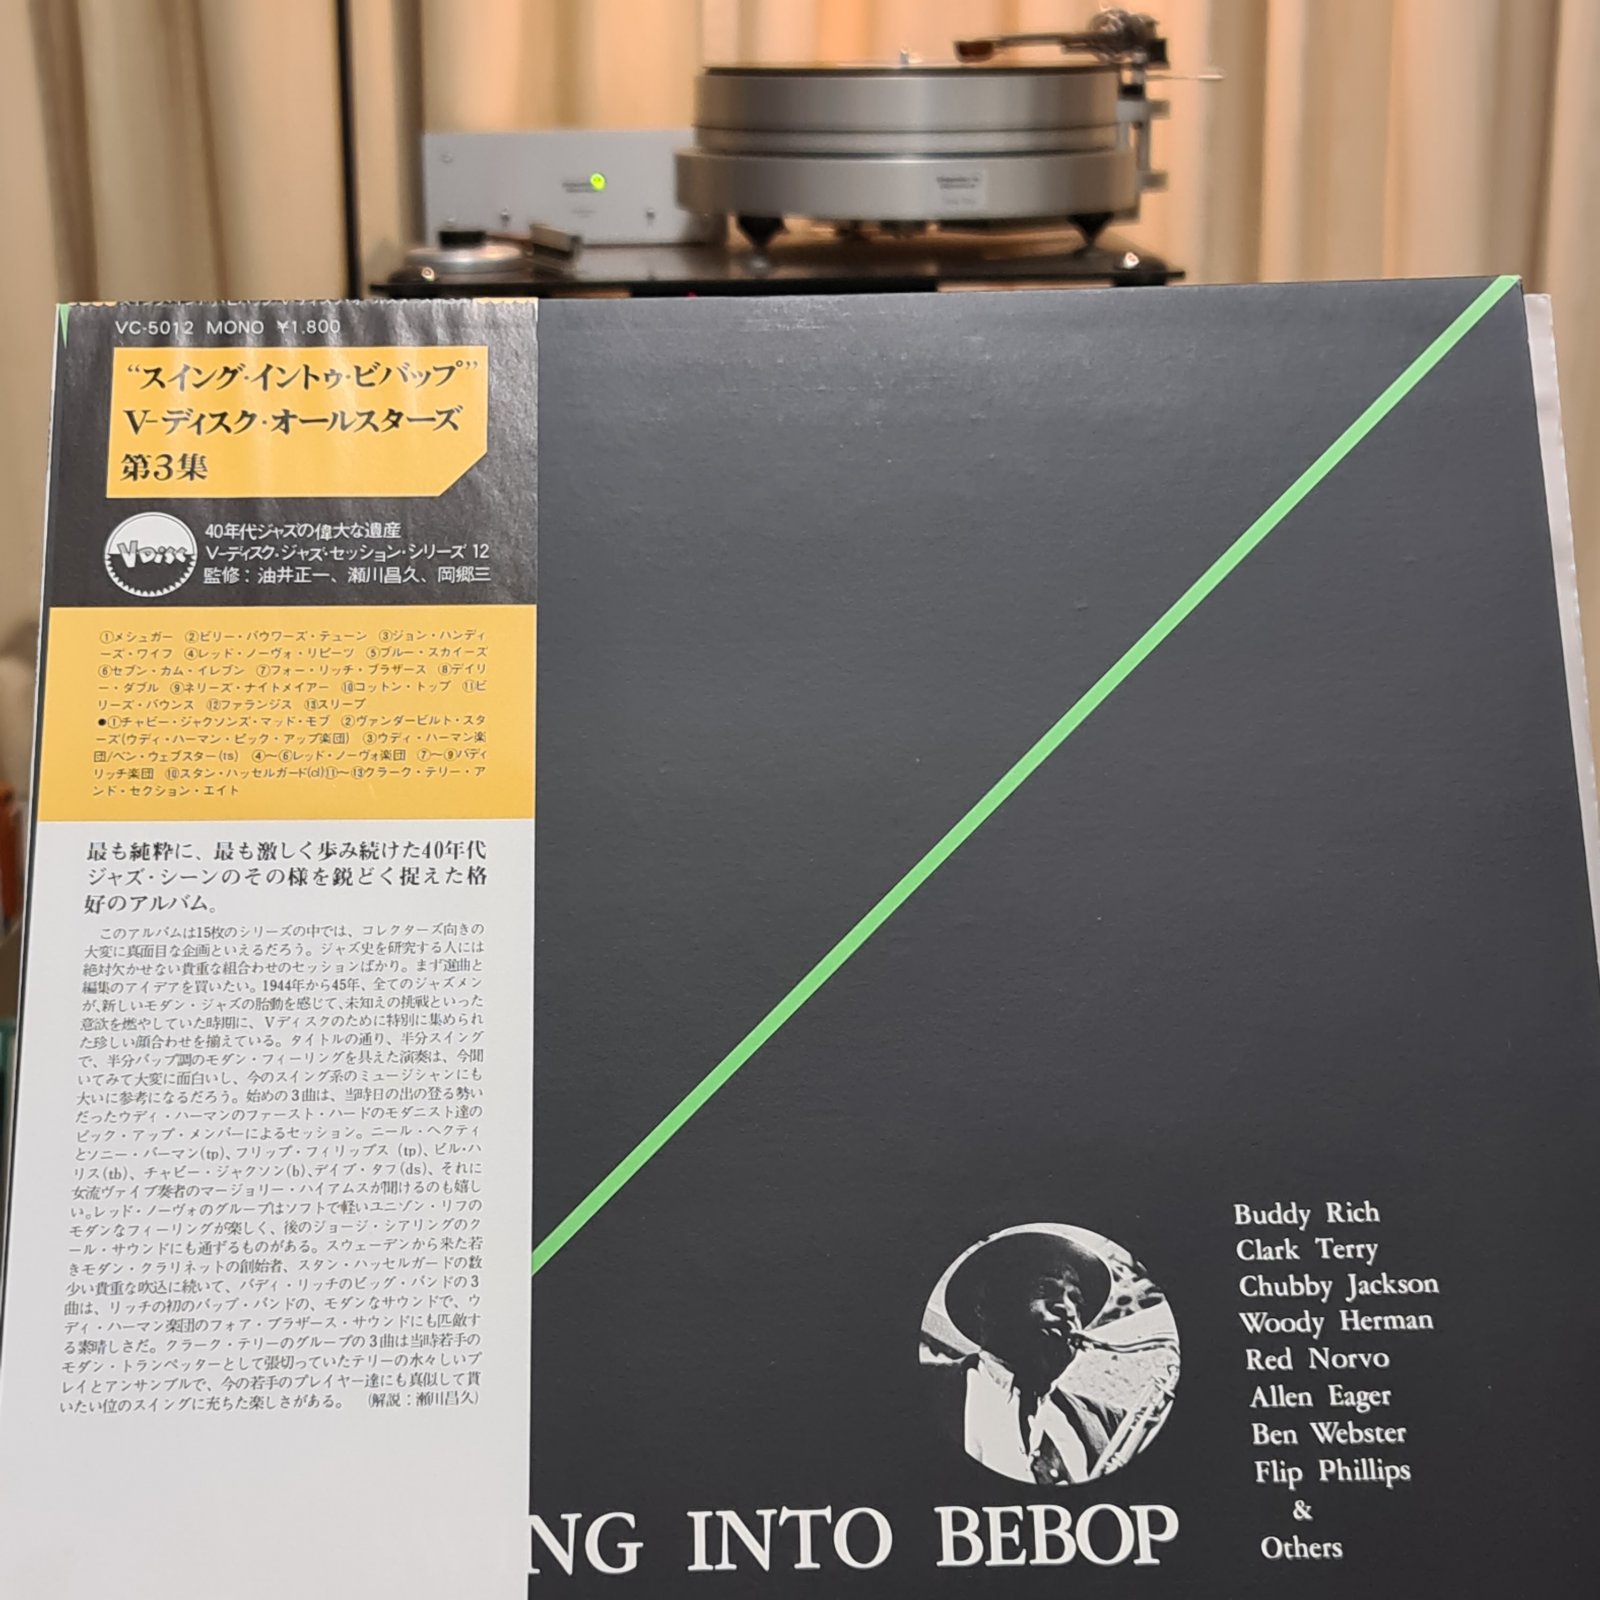 VC-5012 MONO ¥1,800
“スイング・イントゥ・ビバップ”
V-ディスク・オールスターズ
第3集
V Disc
40年代ジャズの偉大な遺産
V-ディスク・ジャズ・セッション・シリーズ 12
監修：油井正一、瀬川昌久、岡郷三
①メシュガー ②ビリー・バウワーズ・テューン ③ジョン・ハンディ
ーズ・ワイフ ④レッド・ノーヴォ・リピーツ ⑤ブルー・スカイーズ
⑥セブン・カム・イレブン ⑦フォー・リッチ・ブラザース ⑧デイリ
ー・ダブル ⑨ネリーズ・ナイトメイアー ⑩コットン・トップ ⑪ビ
リーズ・バウンス ⑫ファランジス ⑬スリープ
●①チャビー・ジャクソンズ・マッド・モブ ②ヴァンダービルト・スタ
ーズ(ウディ・ハーマン・ピック・アップ楽団) ③ウディ・ハーマン楽
団/ベン・ウェブスター(ts) ④〜⑥レッド・ノーヴォ楽団 ⑦〜⑨バディ
リッチ楽団 ⑩スタン・ハッセルガード(cl)⑪〜⑬クラーク・テリー・ア
ンド・セクション・エイト
最も純粋に、最も激しく歩み続けた40年代
ジャズ・シーンのその様を鋭どく捉えた格
好のアルバム。
このアルバムは15枚のシリーズの中では、コレクターズ向きの
大変に真面目な企画といえるだろう。ジャズ史を研究する人には
絶対欠かせない貴重な組合わせのセッションばかり。まず選曲と
編集のアイデアを買いたい。1944年から45年、全てのジャズメン
が、新しいモダン・ジャズの胎動を感じて、未知えの挑戦といった
意欲を燃やしていた時期に、Vディスクのために特別に集められ
た珍しい顔合わせを揃えている。タイトルの通り、半分スイング
で、半分バップ調のモダン・フィーリングを具えた演奏は、今聞
いてみて大変に面白いし、今のスイング系のミュージシャンにも
大いに参考になるだろう。始めの3曲は、当時日の出の登る勢い
だったウディ・ハーマンのファースト・ハードのモダニスト達の
ピック・アップ・メンバーによるセッション。ニール・ヘクティ
とソニー・バーマン(tp)、フリップ・フィリップス (tp)、ビル・ハ
リス(tb)、チャビー・ジャクソン(b)、デイブ・タフ(ds)、それに
女流ヴァイブ奏者のマージョリー・ハイアムスが聞けるのも嬉し
い。レッド・ノーヴォのグループはソフトで軽いユニゾン・リフの
モダンなフィーリングが楽しく、後のジョージ・シアリングのク
ール・サウンドにも通ずるものがある。スウェーデンから来た若
きモダン・クラリネットの創始者、スタン・ハッセルガードの数
少い貴重な吹込に続いて、バディ・リッチのビッグ・バンドの3
曲は、リッチの初のバップ・バンドの、モダンなサウンドで、ウ
ディ・ハーマン楽団のフォア・ブラザース・サウンドにも匹敵す
る素晴しさだ。クラーク・テリーのグループの3曲は当時若手の
モダン・トランペッターとして張切っていたテリーの水々しいプ
レイとアンサンブルで、今の若手のプレイヤー達にも真似して貰
いたい位のスイングに充ちた楽しさがある。 (解説：瀬川昌久)
Buddy Rich
Clark Terry
Chubby Jackson
Woody Herman
Red Norvo
Allen Eager
Ben Webster
Flip Phillips
&
Others
NG INTO BEBOP